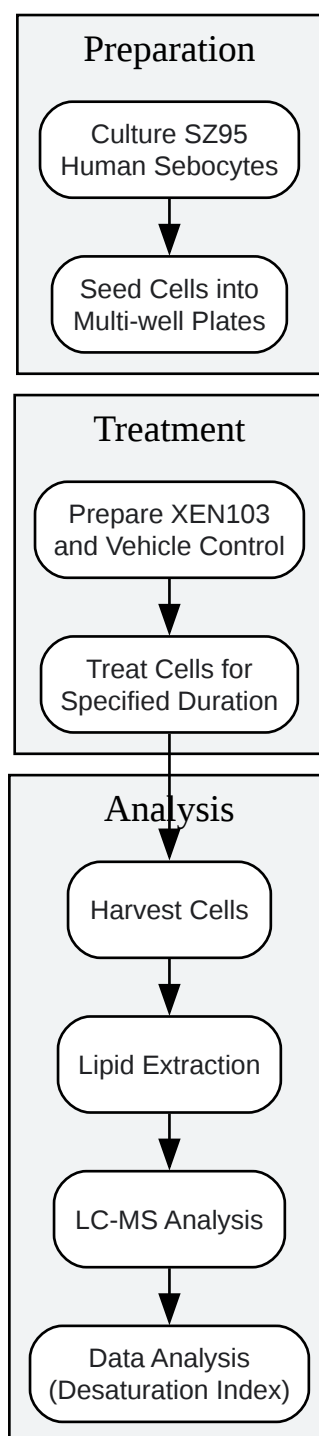 Preparation
Culture SZ95
Human Sebocytes
Seed Cells into
Multi-well Plates
Treatment
Prepare XEN103
and Vehicle Control
Treat Cells for
Specified Duration
Analysis
Harvest Cells
Lipid Extraction
LC-MS Analysis
Data Analysis
(Desaturation Index)